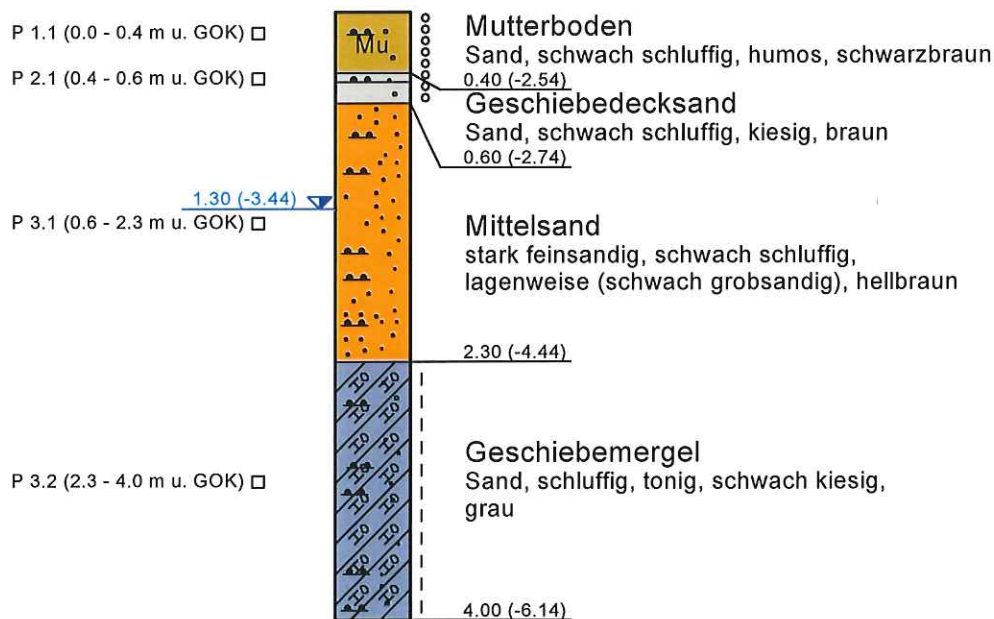 P 1.1 (0.0 - 0.4 m u. GOK)
Mu
Mutterboden
Sand, schwach schluffig, humos, schwarzbraun
0.40 (-2.54)
P 2.1 (0.4 - 0.6 m u. GOK)
Geschiebedecksand
Sand, schwach schluffig, kiesig, braun
0.60 (-2.74)
1.30 (-3.44)
P 3.1 (0.6 - 2.3 m u. GOK)
Mittelsand
stark feinsandig, schwach schluffig,
lagenweise (schwach grobsandig), hellbraun
2.30 (-4.44)
Geschiebemergel
Sand, schluffig, tonig, schwach kiesig,
grau
P 3.2 (2.3 - 4.0 m u. GOK)
4.00 (-6.14)